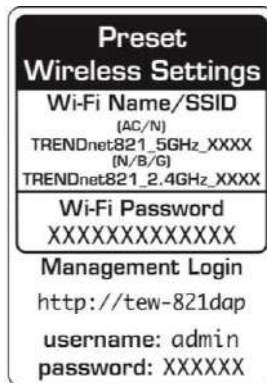 Preset
Wireless Settings
Wi-Fi Name/SSID
(AC/N)
TRENDnet821_5GHz_XXXX
(N/B/G)
TRENDnet821_2.4GHz_XXXX
Wi-Fi Password
XXXXXXXXXXXXX
Management Login
http://tew-821dap
username: admin
password: XXXXXX